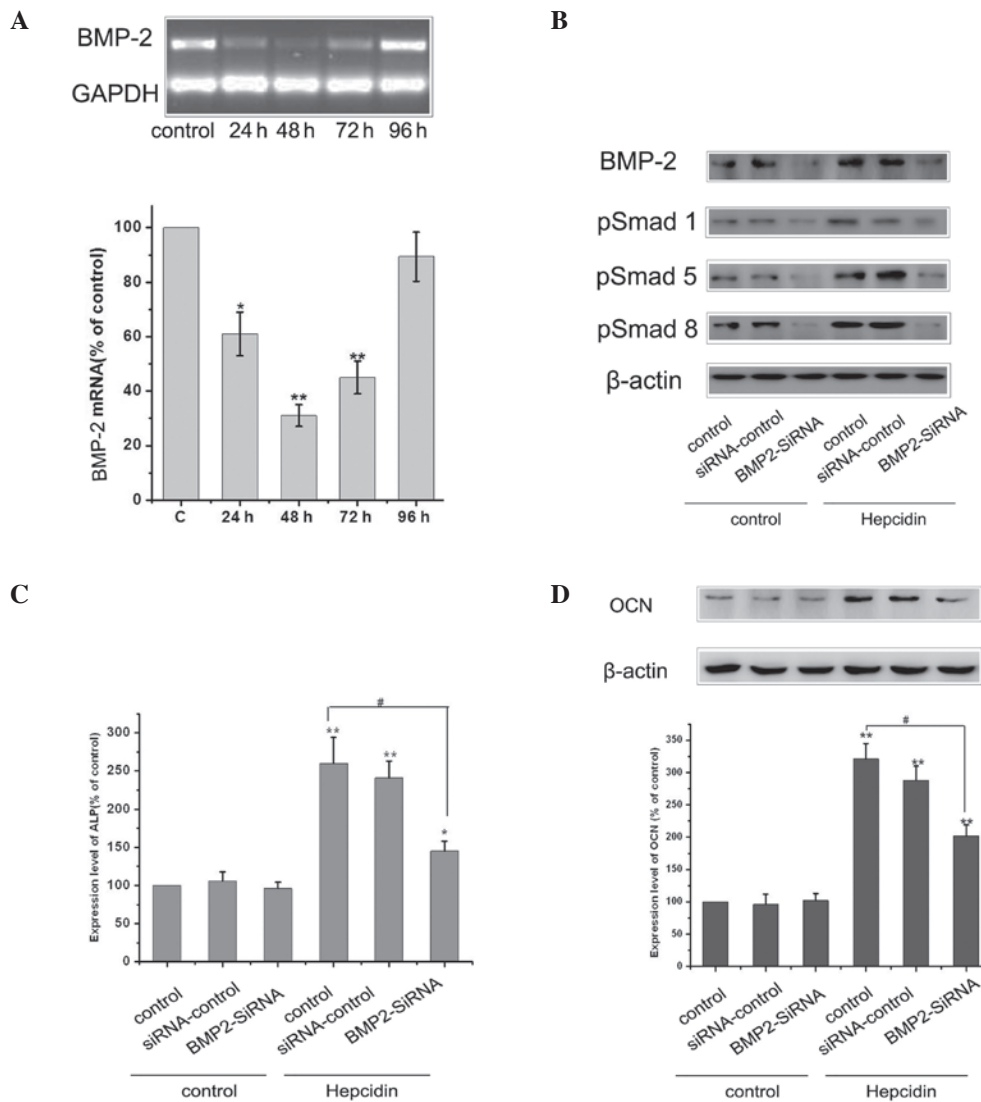 A
BMP-2
GAPDH
control 24 h 48 h 72 h 96 h
BMP-2 mRNA(% of control)
100
80
60
40
20
0
*
**
**
C 24 h 48 h 72 h 96 h
B
BMP-2
pSmad 1
pSmad 5
pSmad 8
β-actin
control siRNA-control BMP2-SiRNA control siRNA-control BMP2-SiRNA
control Hepcidin
C
Expression level of ALP(% of control)
300
250
200
150
100
50
0
#
**
**
*
control siRNA-control BMP2-SiRNA control siRNA-control BMP2-SiRNA
control Hepcidin
D
OCN
β-actin
Expression level of OCN (% of control)
350
300
250
200
150
100
50
0
#
**
**
**
control siRNA-control BMP2-SiRNA control siRNA-control BMP2-SiRNA
control Hepcidin